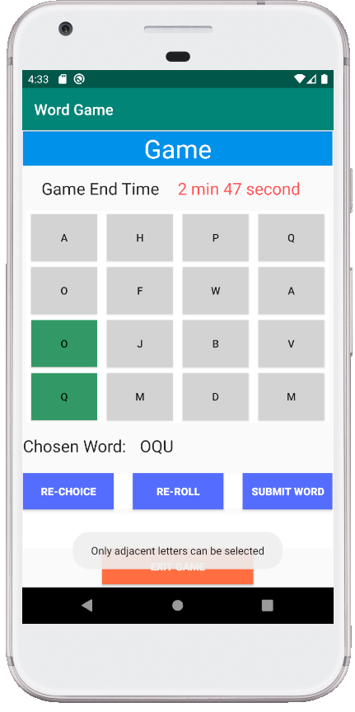 4:33
Word Game
Game
Game End Time 2 min 47 second
A H P Q
O F W A
O J B V
Q M D M
Chosen Word: OQU
RE-CHOICE RE-ROLL SUBMIT WORD
Only adjacent letters can be selected
EXIT GAME